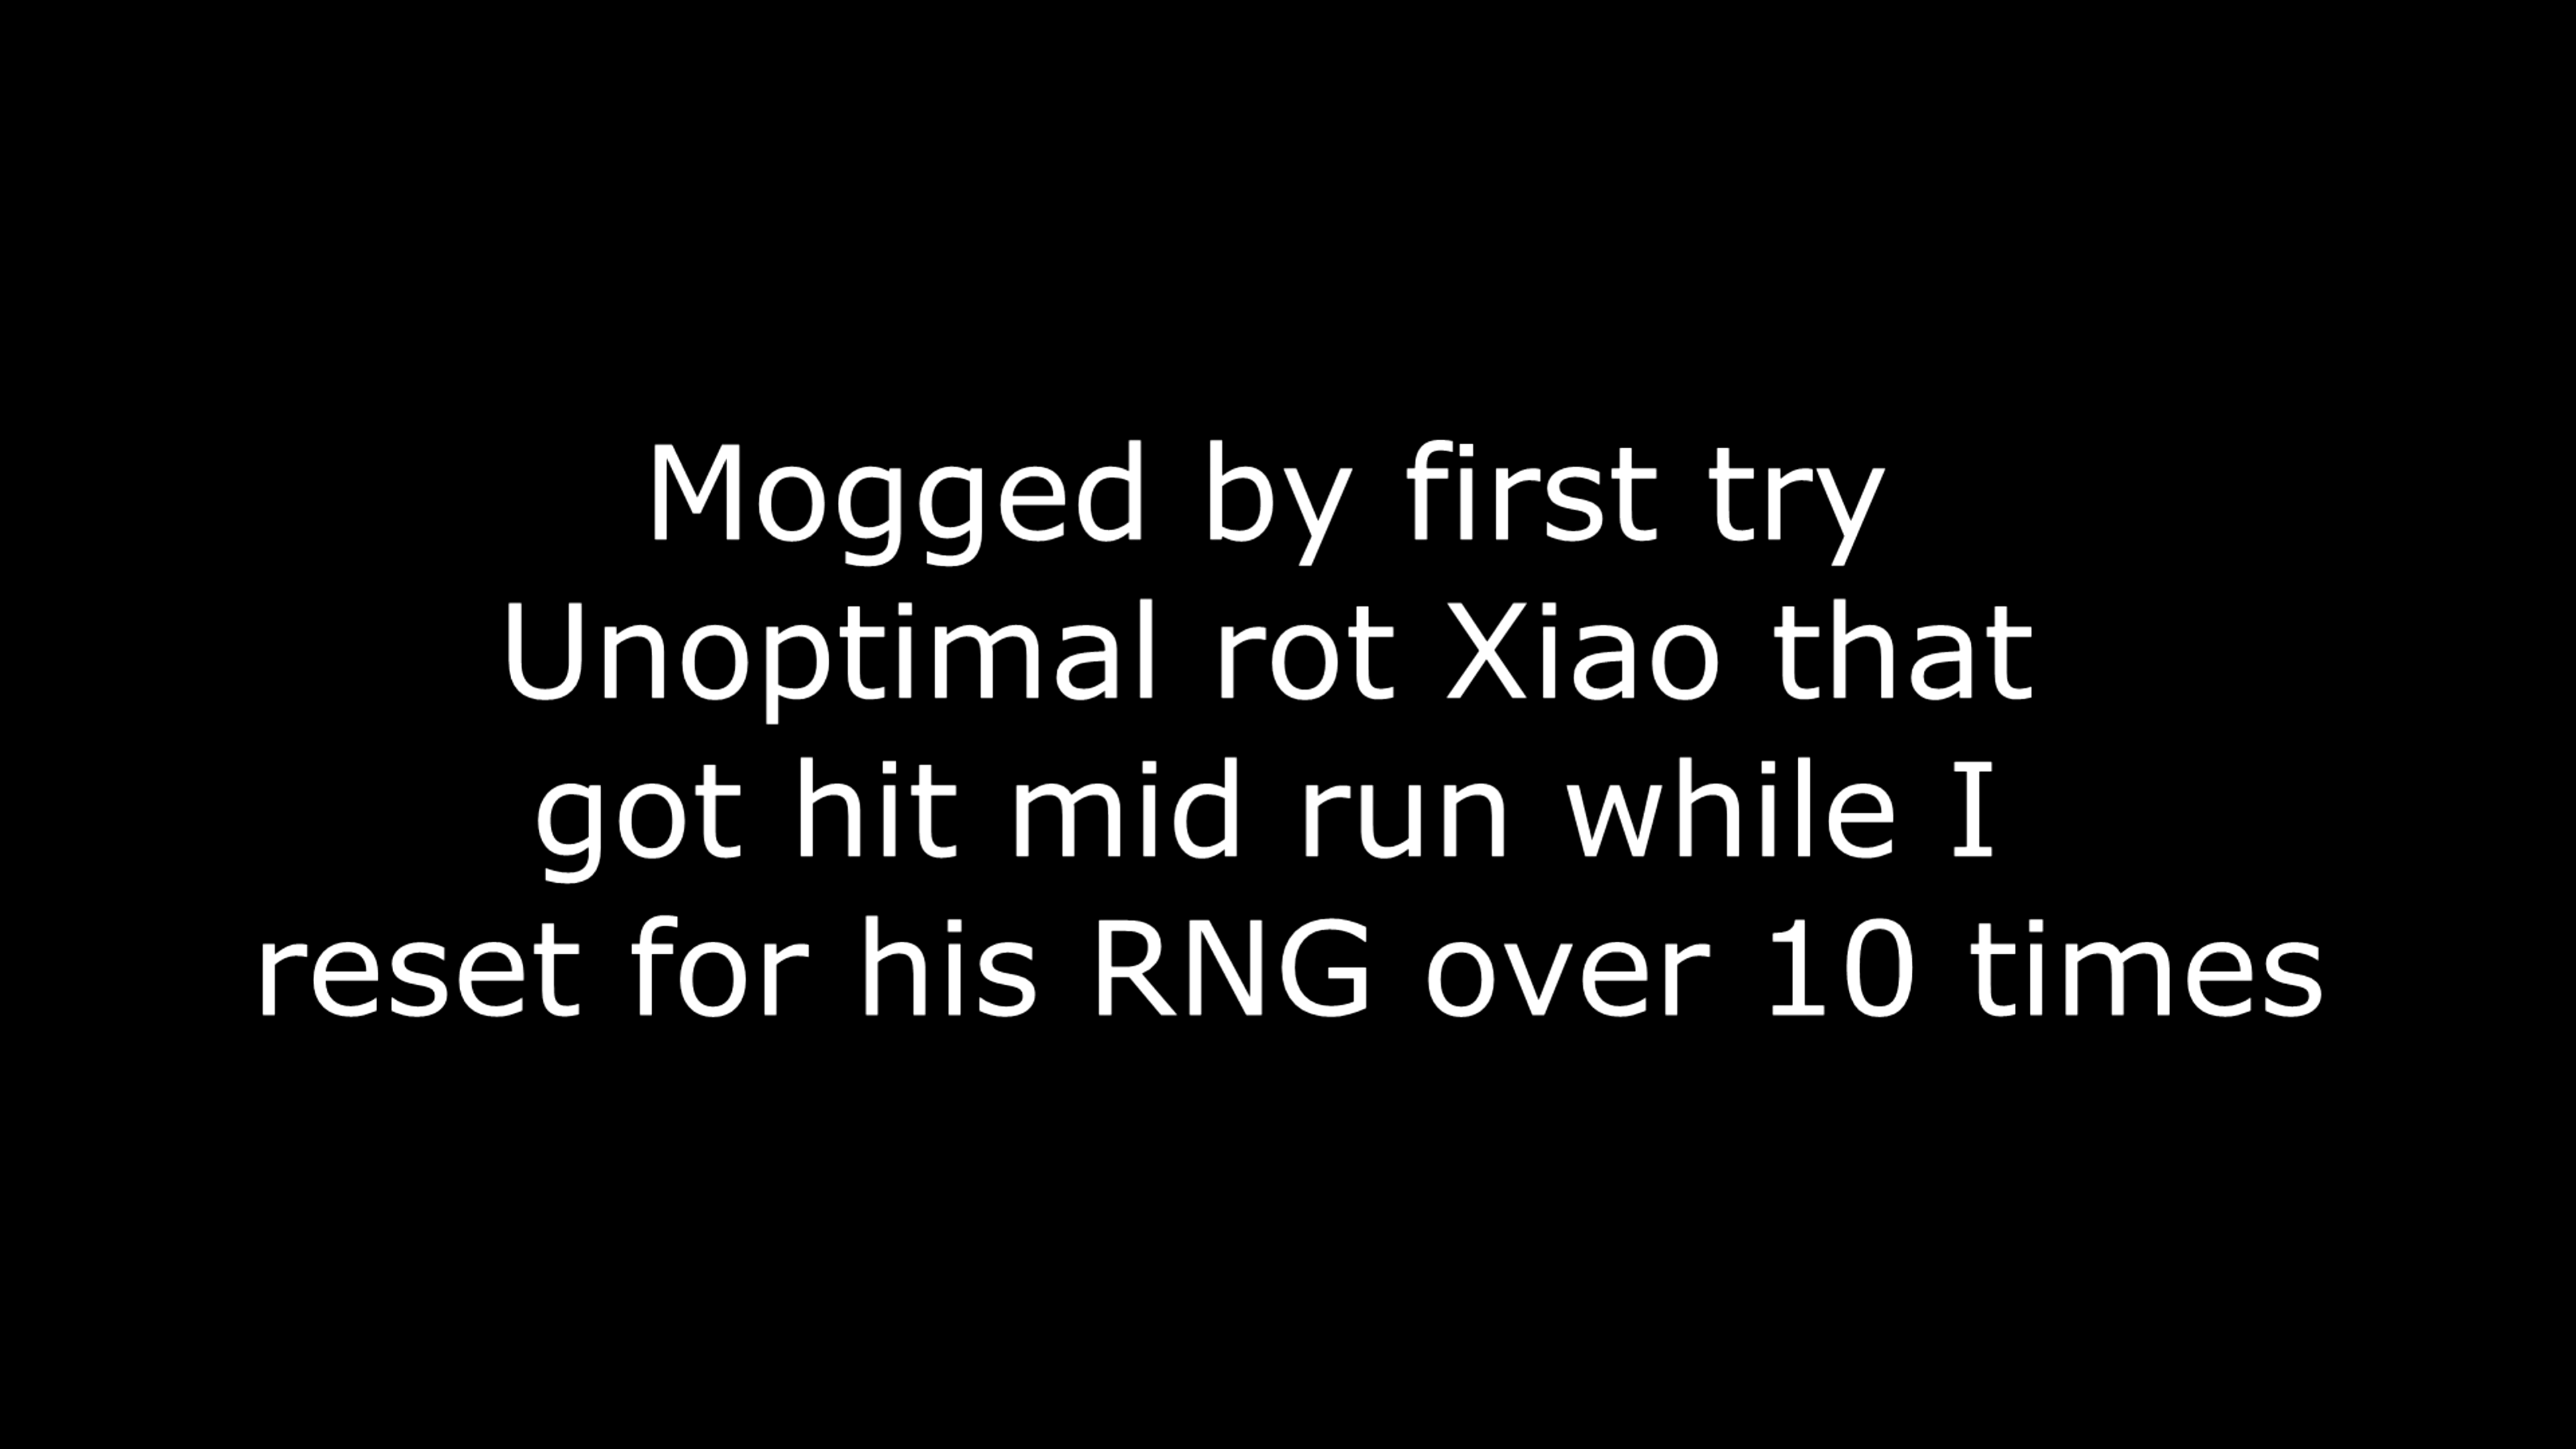 Mogged by first try
Unoptimal rot Xiao that
got hit mid run while I
reset for his RNG over 10 times